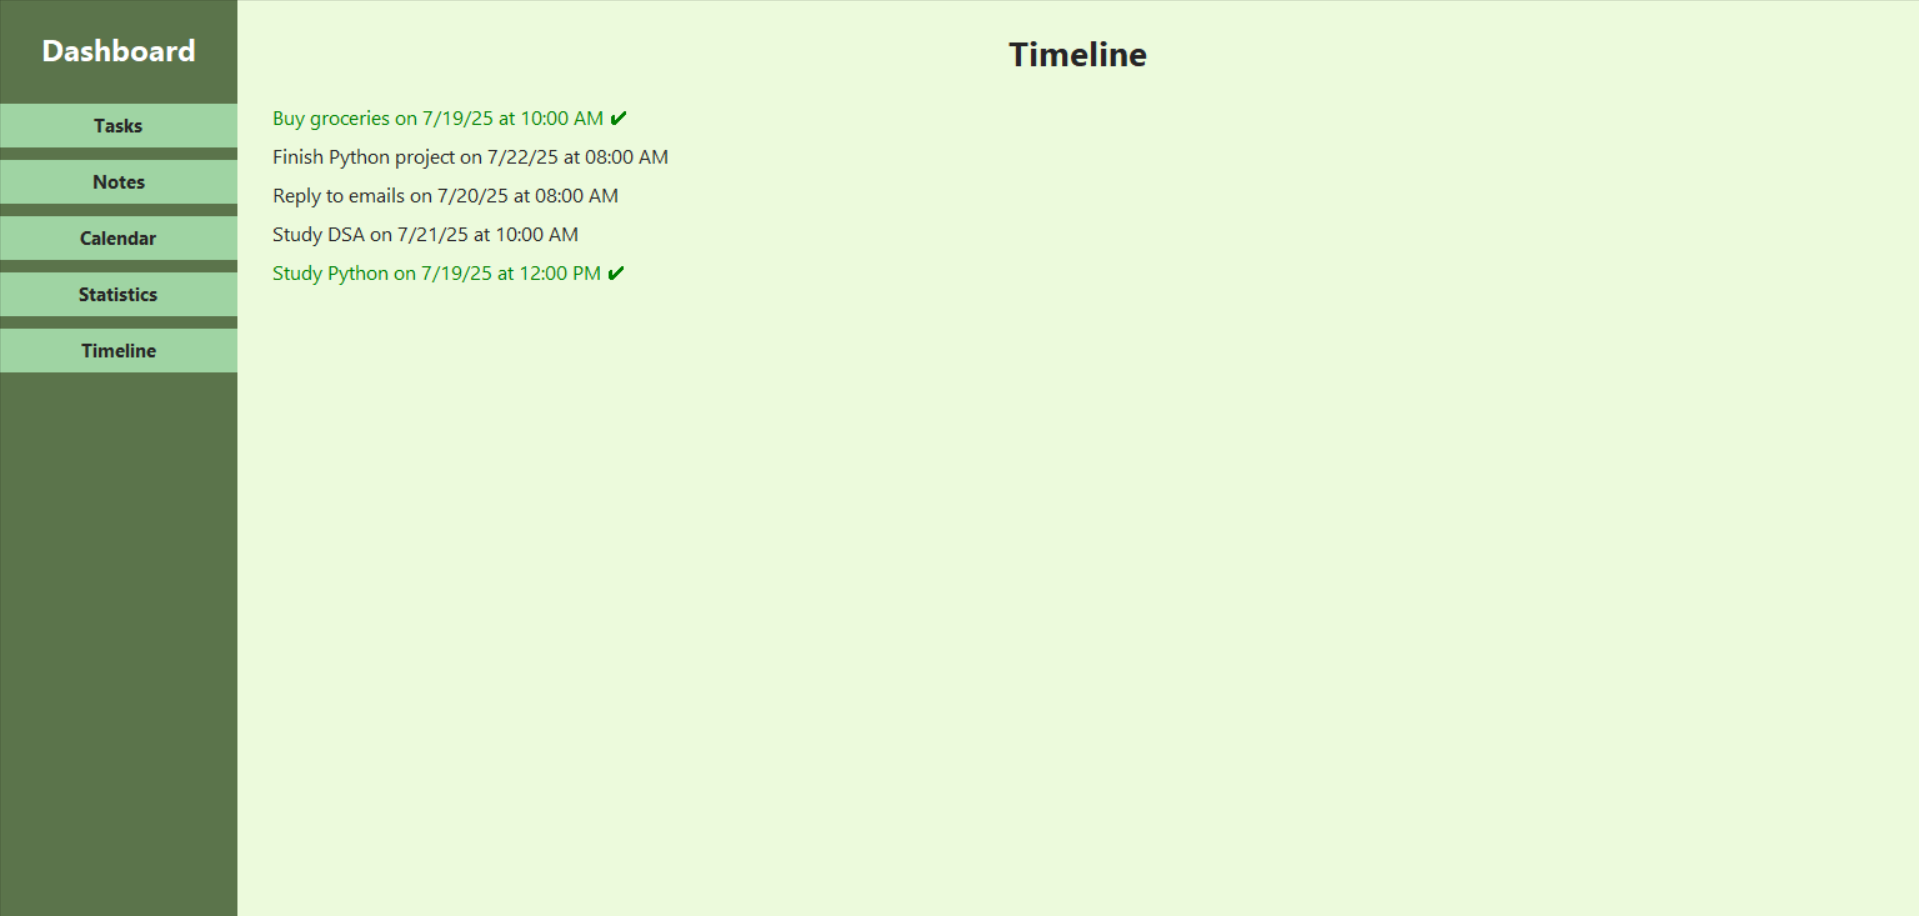 Dashboard
Tasks
Notes
Calendar
Statistics
Timeline
Timeline
Buy groceries on 7/19/25 at 10:00 AM ✔
Finish Python project on 7/22/25 at 08:00 AM
Reply to emails on 7/20/25 at 08:00 AM
Study DSA on 7/21/25 at 10:00 AM
Study Python on 7/19/25 at 12:00 PM ✔